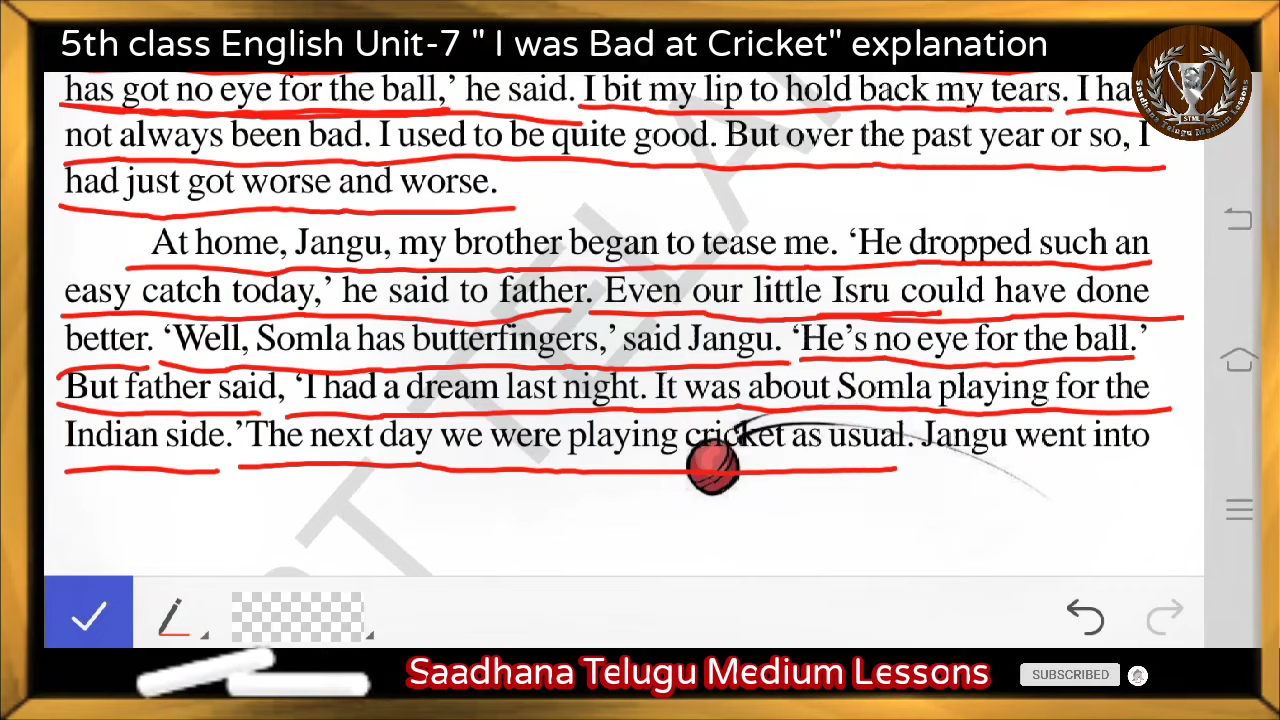 5th class English Unit-7 " I was Bad at Cricket" explanation
has got no eye for the ball,’ he said. I bit my lip to hold back my tears. I ha
not always been bad. I used to be quite good. But over the past year or so, I
had just got worse and worse.
At home, Jangu, my brother began to tease me. ‘He dropped such an
easy catch today,’ he said to father. Even our little Isru could have done
better. ‘Well, Somla has butterfingers,’ said Jangu. ‘He’s no eye for the ball.’
But father said, ‘I had a dream last night. It was about Somla playing for the
Indian side.’ The next day we were playing cricket as usual. Jangu went into
Saadhana Telugu Medium Lessons
STML
Saadhana Telugu Medium Lessons
SUBSCRIBED